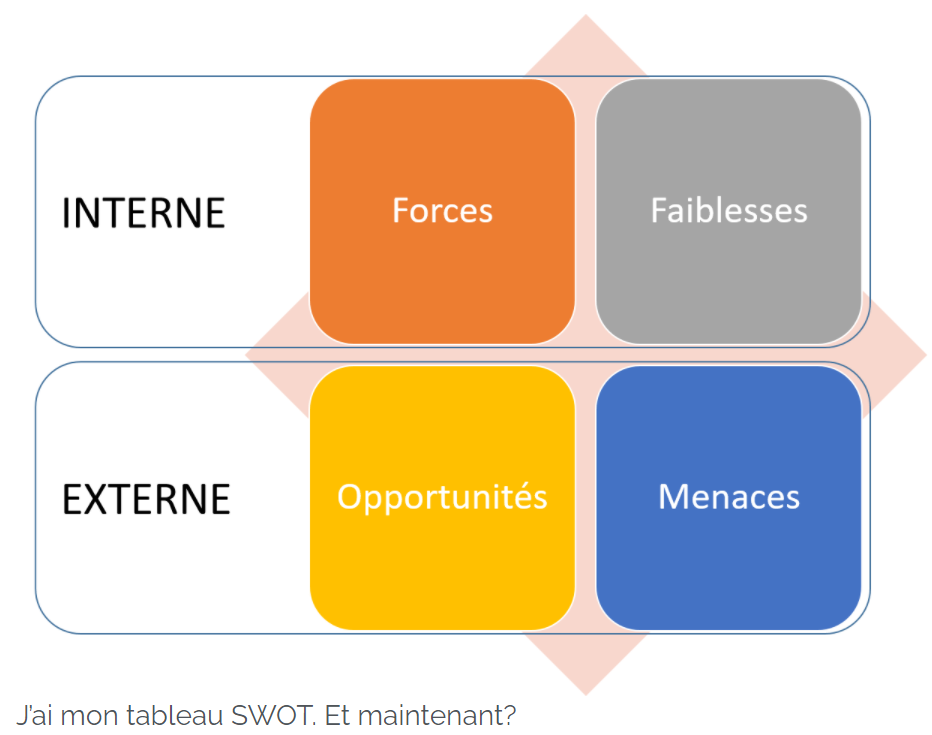 INTERNE
Forces
Faiblesses
EXTERNE
Opportunités
Menaces
J'ai mon tableau SWOT. Et maintenant?